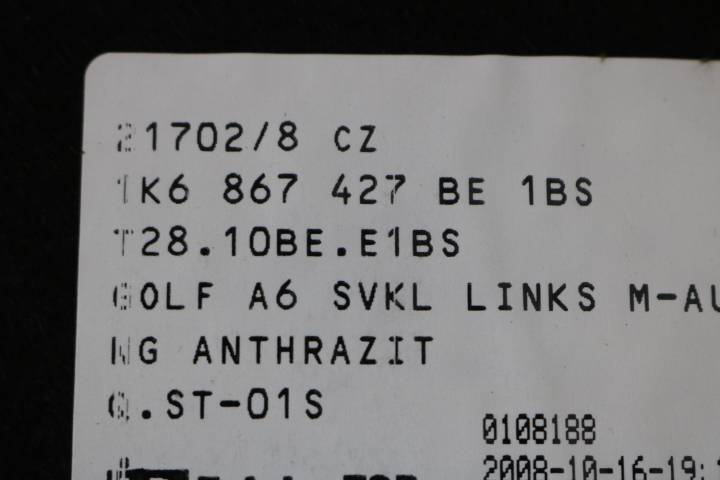 21702/8 CZ
1K6 867 427 BE 1BS
T28.10BE.E1BS
GOLF A6 SVKL LINKS M-AU
NG ANTHRAZIT
Q.ST-01S
0108188
2008-10-16-19: